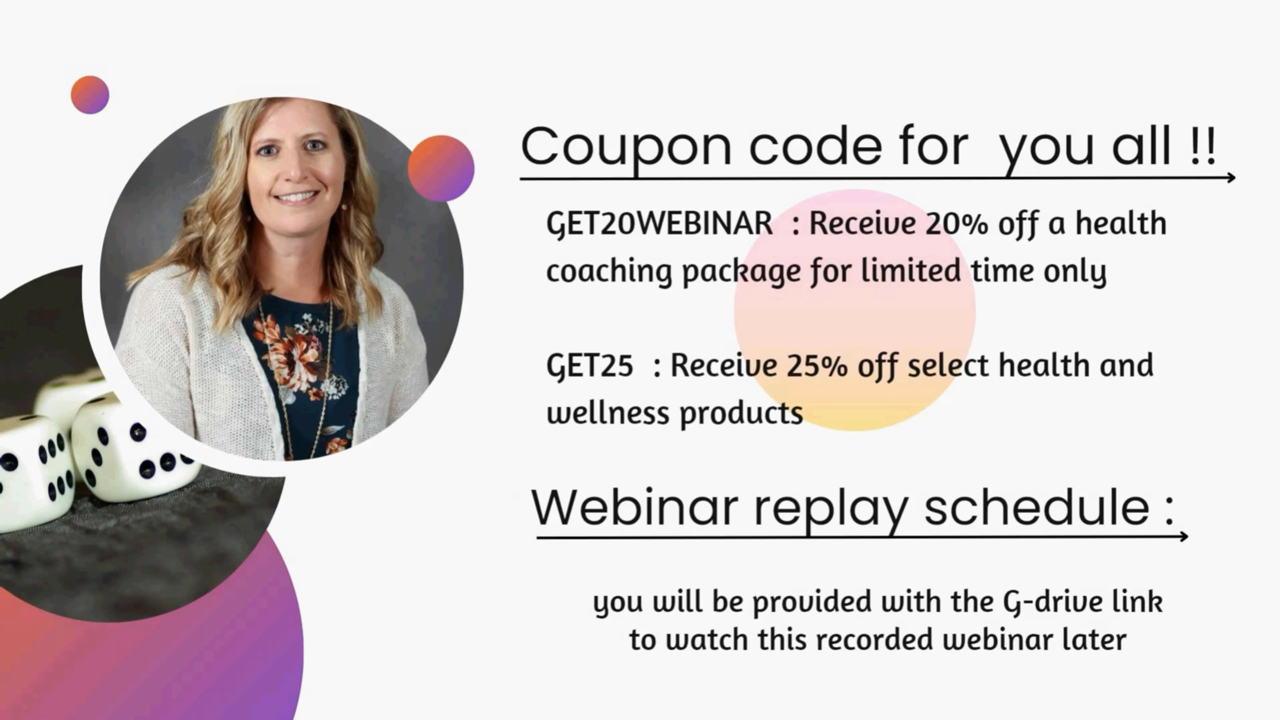 Coupon code for you all !!
GET20WEBINAR : Receive 20% off a health
coaching package for limited time only
GET25 : Receive 25% off select health and
wellness products
Webinar replay schedule :
you will be provided with the G-drive link
to watch this recorded webinar later